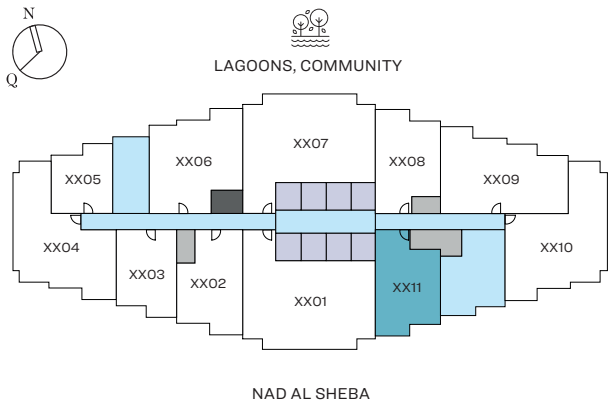 N
Q
LAGOONS, COMMUNITY
XX07
XX06
XX08
XX05
XX09
XX04
XX03
XX02
XX01
XX11
XX10
NAD AL SHEBA